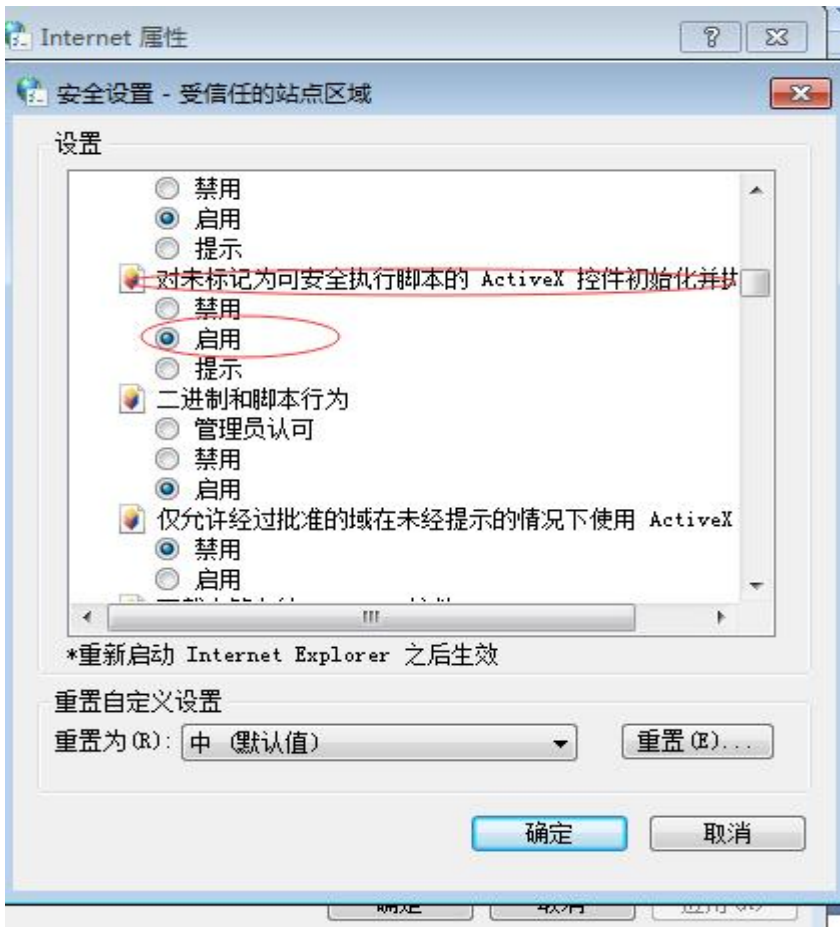 Internet 属性
安全设置 - 受信任的站点区域
设置
禁用
启用
提示
对未标记为可安全执行脚本的 ActiveX 控件初始化并执
禁用
启用
提示
二进制和脚本行为
管理员认可
禁用
启用
仅允许经过批准的域在未经提示的情况下使用 ActiveX
禁用
启用
*重新启动 Internet Explorer 之后生效
重置自定义设置
重置为(R): 中 (默认值)
重置(E)...
确定 取消
确定 取消